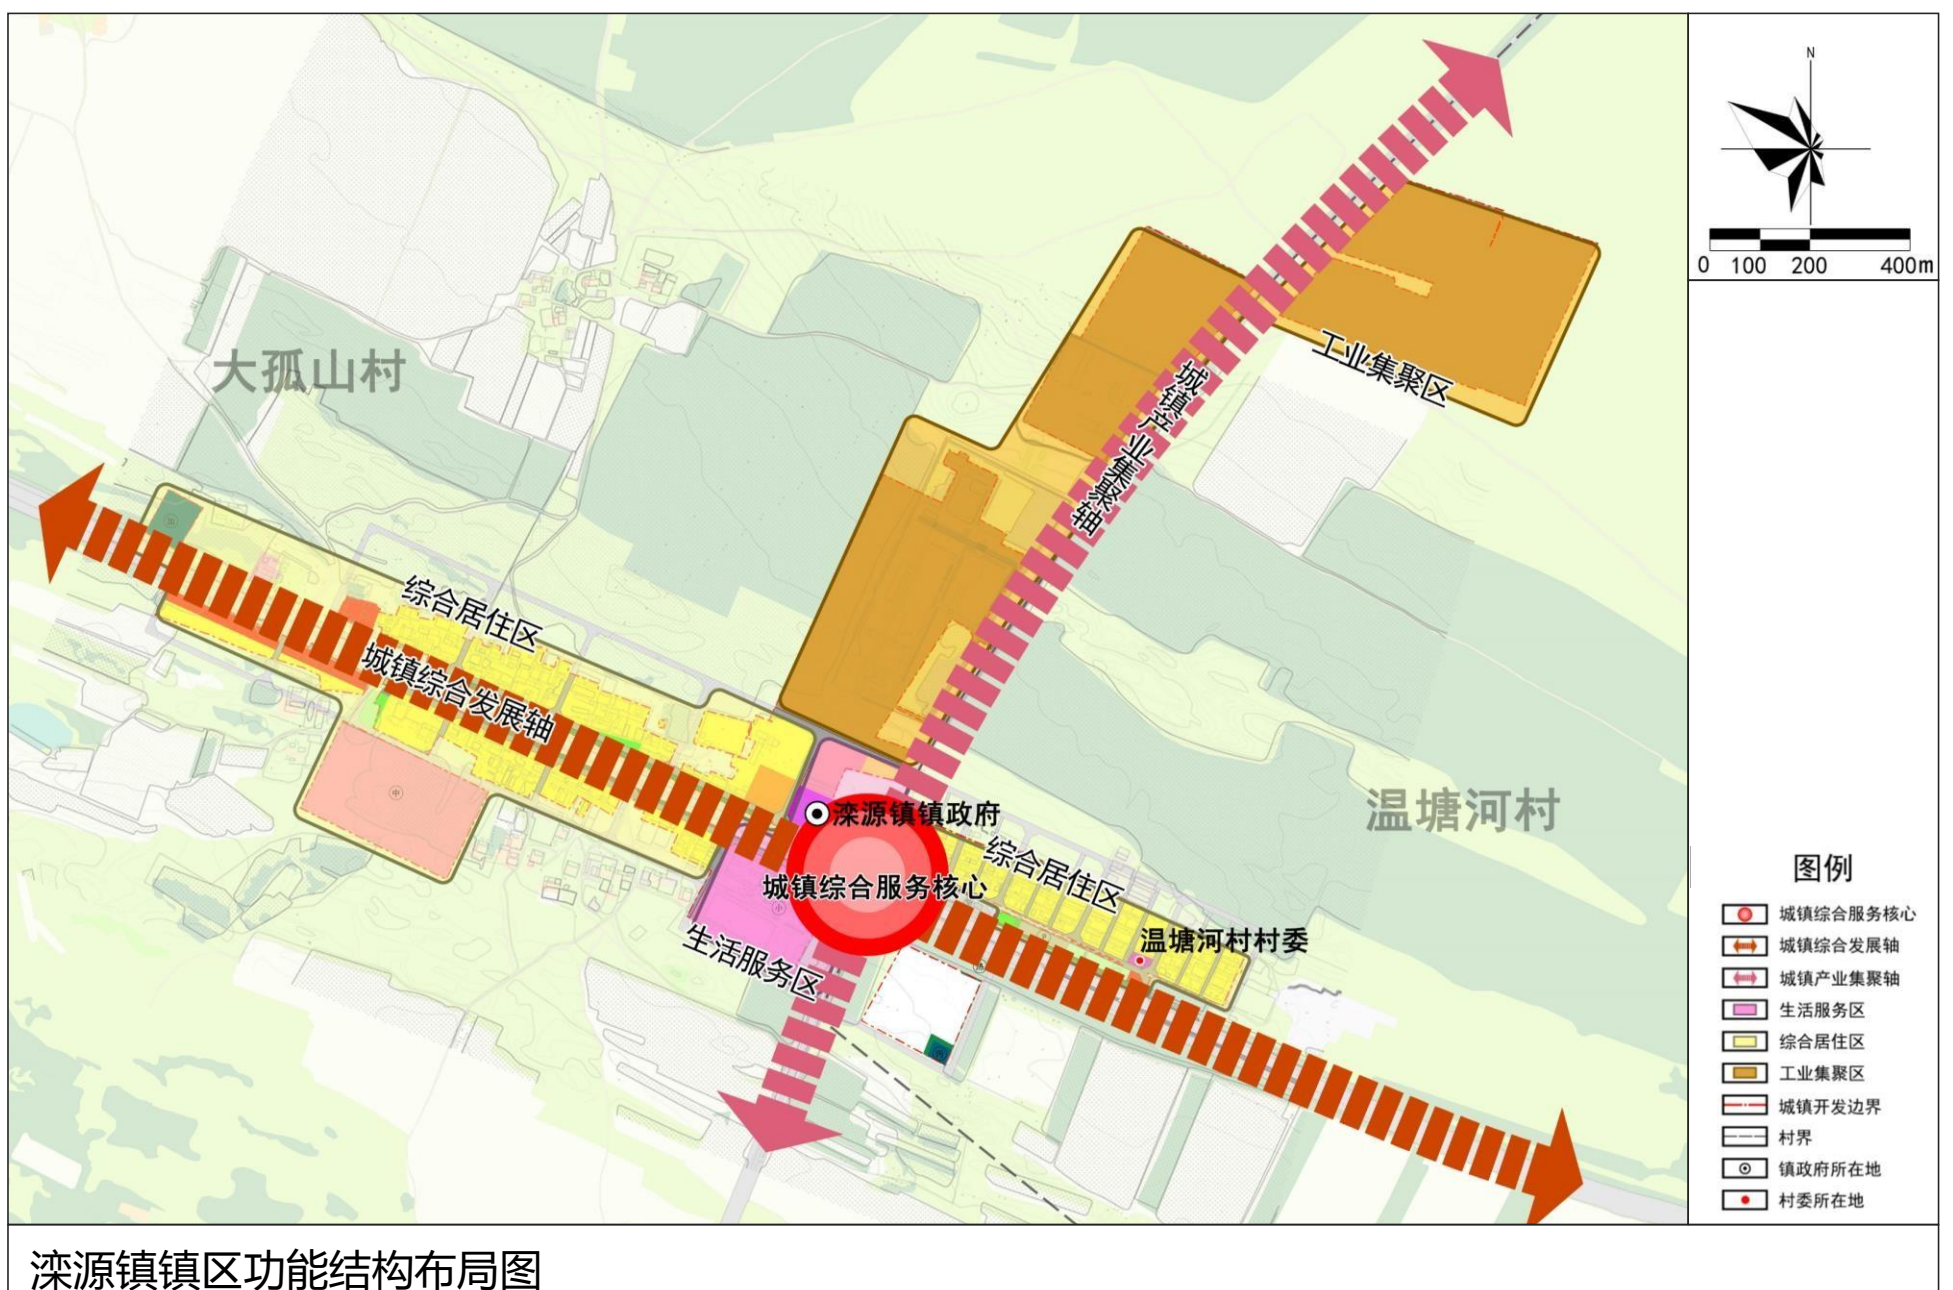 N
0 100 200 400m
大孤山村
工业集聚区
城镇产业集聚轴
综合居住区
城镇综合发展轴
滦源镇镇政府
温塘河村
综合居住区
城镇综合服务核心
温塘河村村委
生活服务区
图例
城镇综合服务核心
城镇综合发展轴
城镇产业集聚轴
生活服务区
综合居住区
工业集聚区
城镇开发边界
村界
镇政府所在地
村委所在地
滦源镇镇区功能结构布局图